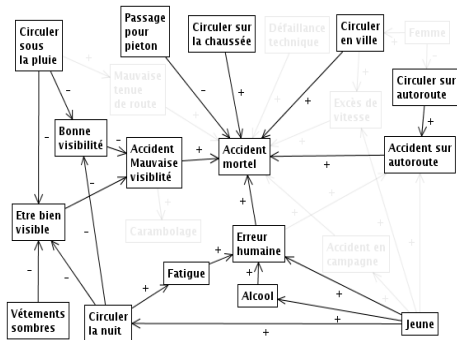 Circuler
sous
la pluie
Passage
pour
pieton
Circuler sur
la chaussée
Défaillance
technique
Circuler
en ville
Femme
Mauvaise
tenue
de route
Excès de
vitesse
Circuler sur
autoroute
Bonne
visibilité
Accident
Mauvaise
visiblité
Accident
mortel
Accident sur
autoroute
Etre bien
visible
Carambolage
Erreur
humaine
Accident en
campagne
Fatigue
Alcool
Vétements
sombres
Circuler
la nuit
Jeune